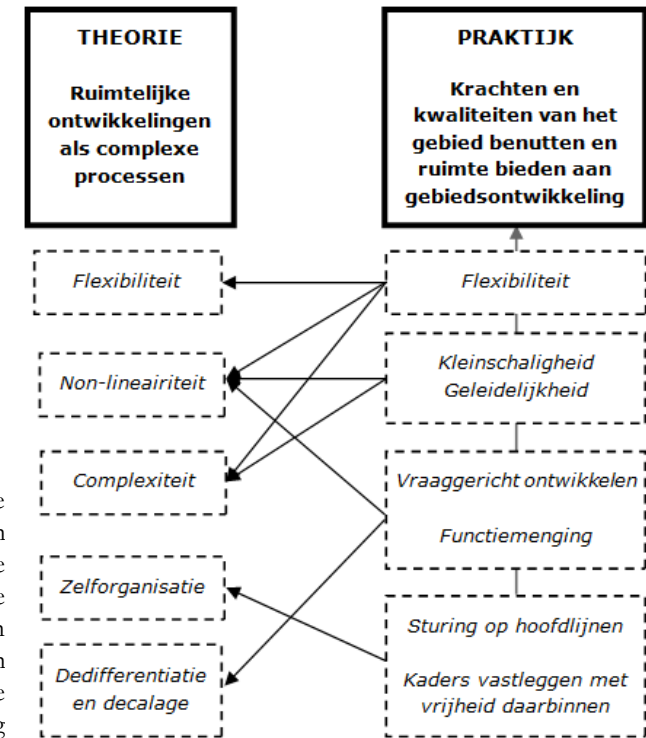 THEORIE
Ruimtelijke
ontwikkelingen
als complexe
processen
PRAKTIJK
Krachten en
kwaliteiten van het
gebied benutten en
ruimte bieden aan
gebiedsontwikkeling
Flexibiliteit
Non-lineairiteit
Complexiteit
Zelforganisatie
Dedifferentiatie
en decalage
Flexibiliteit
Kleinschaligheid
Geleidelijkheid
Vraaggericht ontwikkelen
Functiemenging
Sturing op hoofdlijnen
Kaders vastleggen met
vrijheid daarbinnen